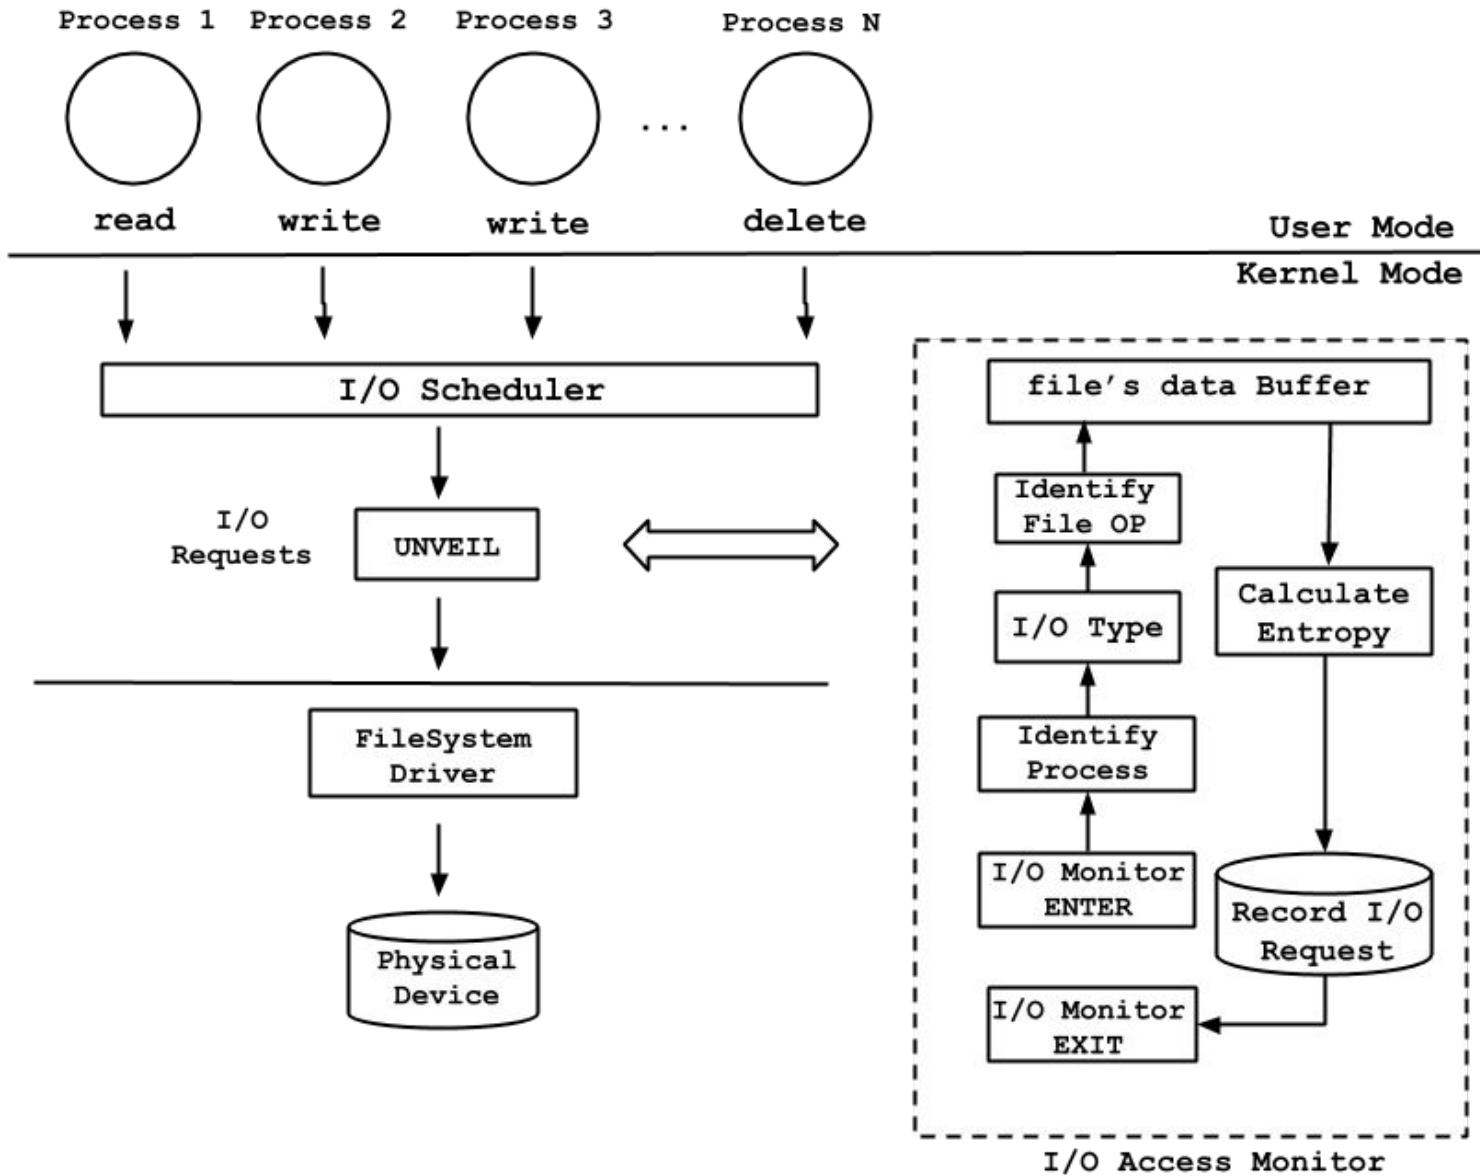 Process 1
Process 2
Process 3
Process N
...
read
write
write
delete
User Mode
Kernel Mode
I/O Scheduler
I/O
Requests
UNVEIL
FileSystem
Driver
Physical
Device
file's data Buffer
Identify
File OP
I/O Type
Identify
Process
I/O Monitor
ENTER
Calculate
Entropy
Record I/O
Request
I/O Monitor
EXIT
I/O Access Monitor